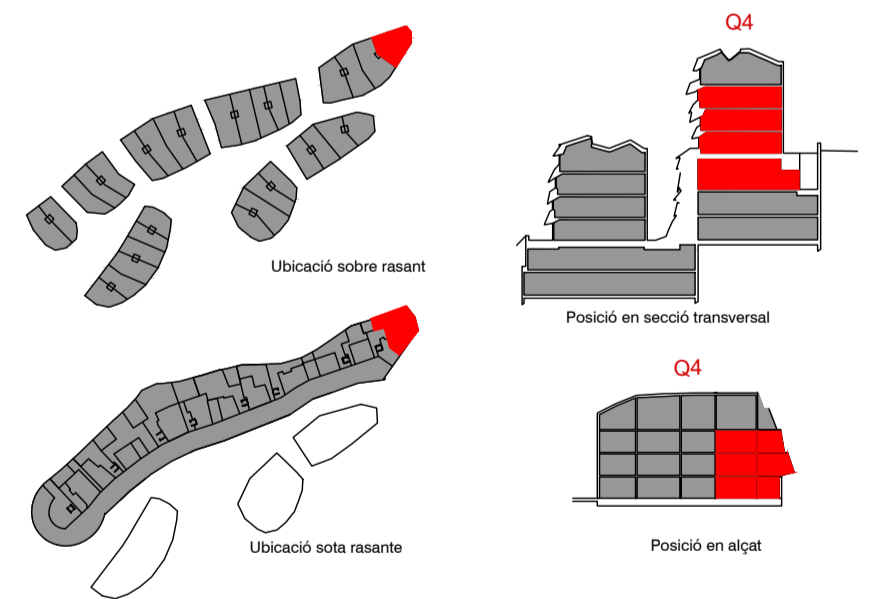 Q4
Ubicació sobre rasant
Posició en secció transversal
Q4
Ubicació sota rasante
Posició en alçat